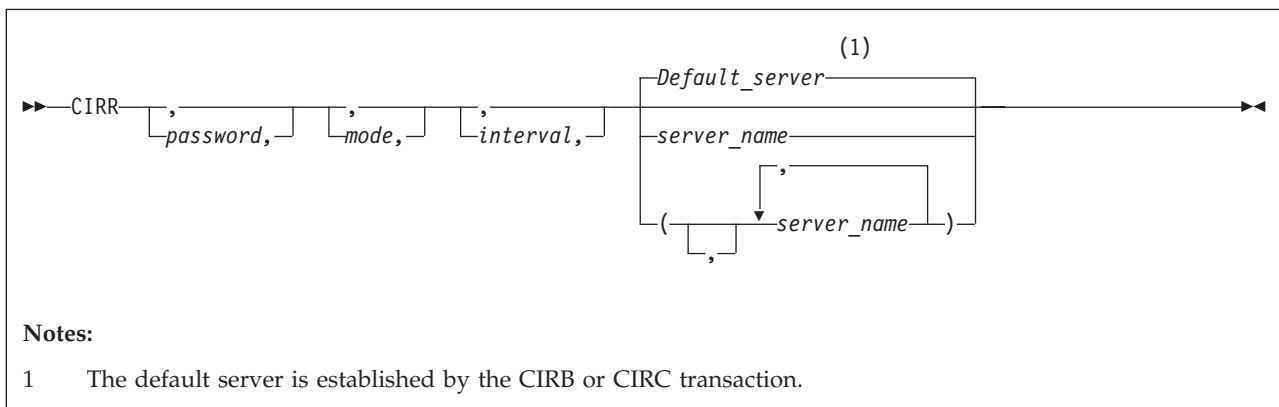 (1)
Default_server
CIRR , , ,
password, mode, interval, server_name
,
( server_name )
,
Notes:
1 The default server is established by the CIRB or CIRC transaction.